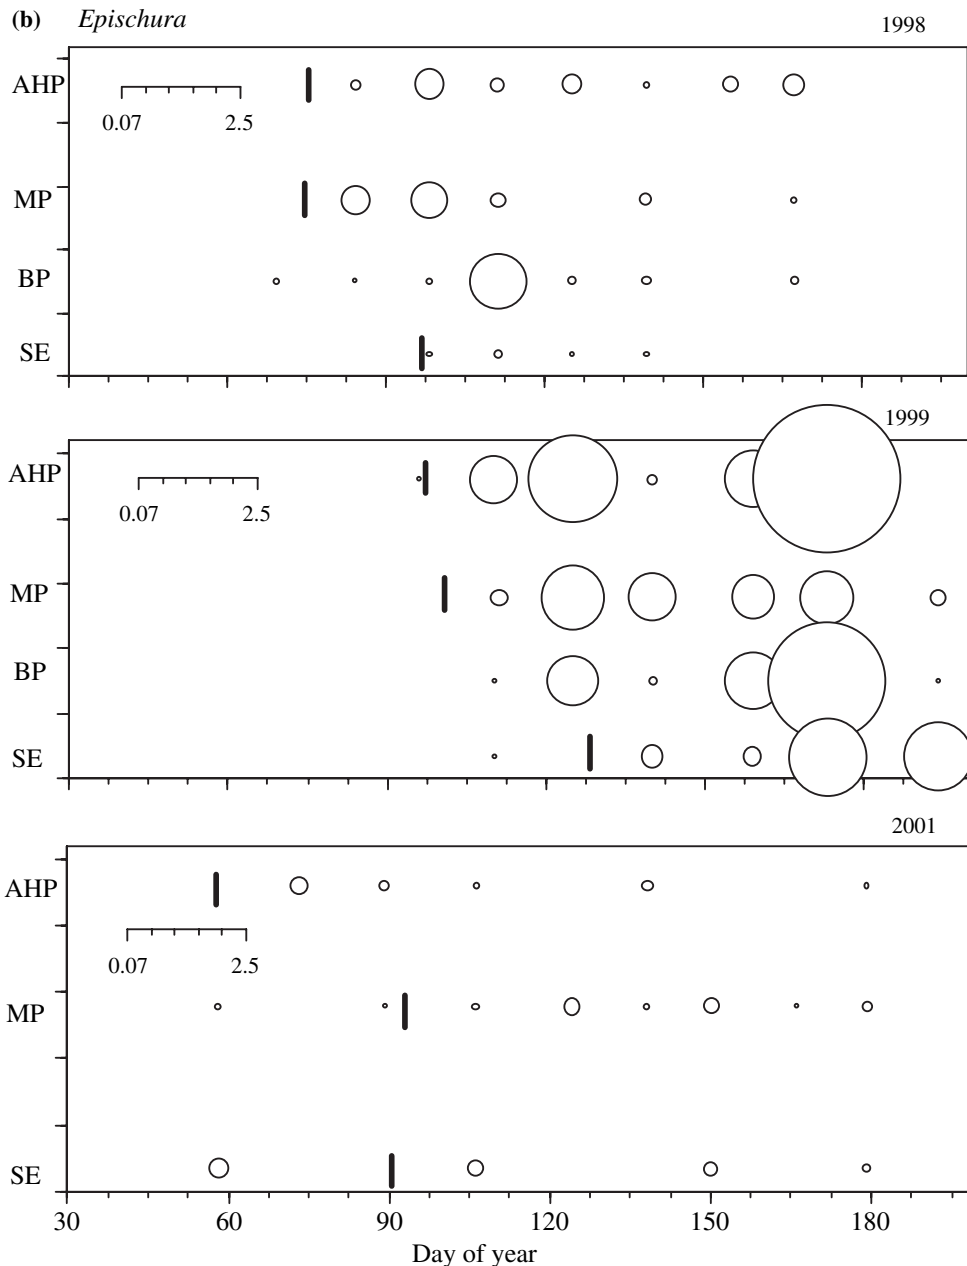 (b) Epischura
1998
AHP
0.07 2.5
MP
BP
SE
1999
AHP
0.07 2.5
MP
BP
SE
2001
AHP
0.07 2.5
MP
SE
30 60 90 120 150 180
Day of year